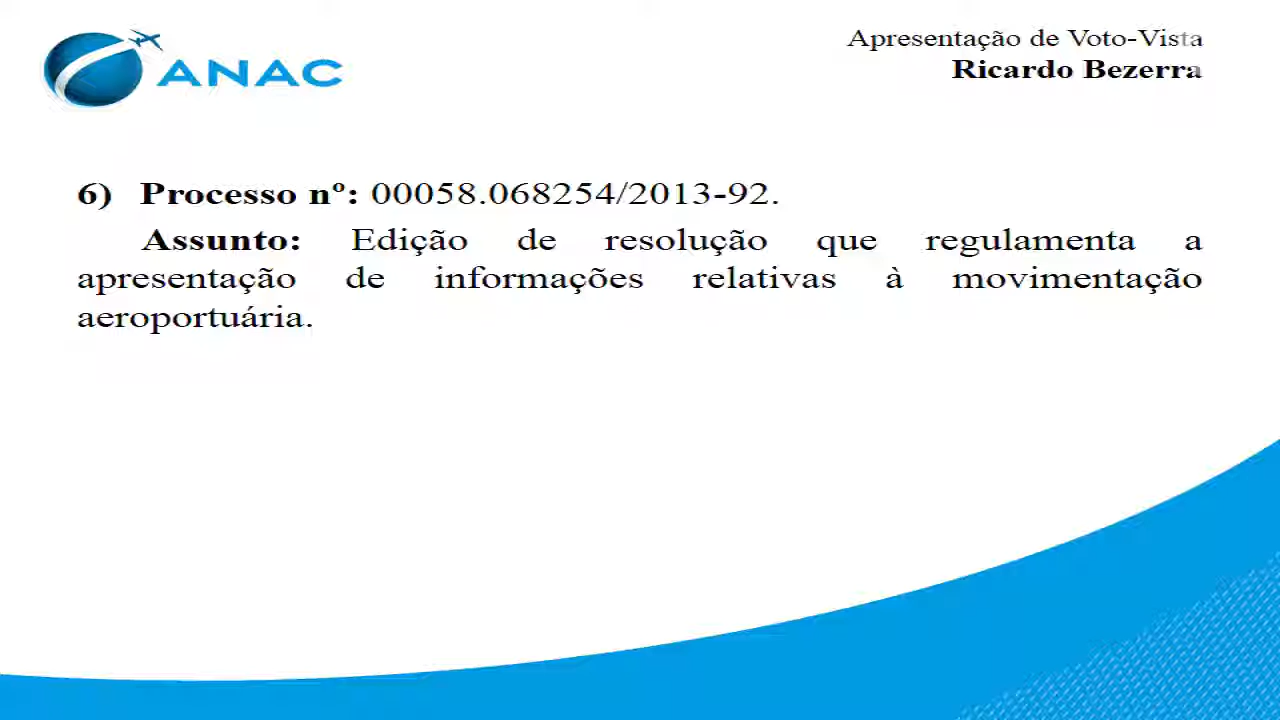 ANAC
Apresentação de Voto-Vista
Ricardo Bezerra
6) Processo nº: 00058.068254/2013-92.
Assunto: Edição de resolução que regulamenta a
apresentação de informações relativas à movimentação
aeroportuária.